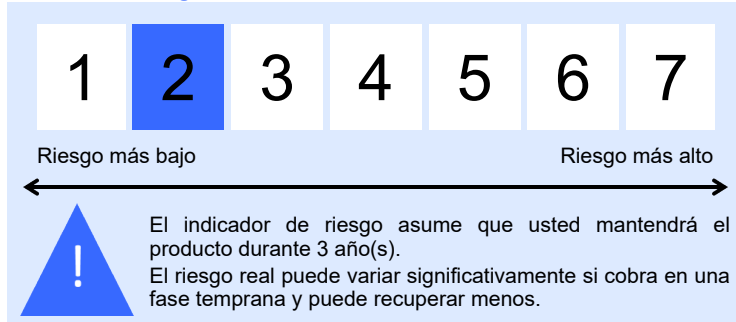 1 2 3 4 5 6 7
Riesgo más bajo Riesgo más alto
El indicador de riesgo asume que usted mantendrá el
producto durante 3 año(s).
El riesgo real puede variar significativamente si cobra en una
fase temprana y puede recuperar menos.
!